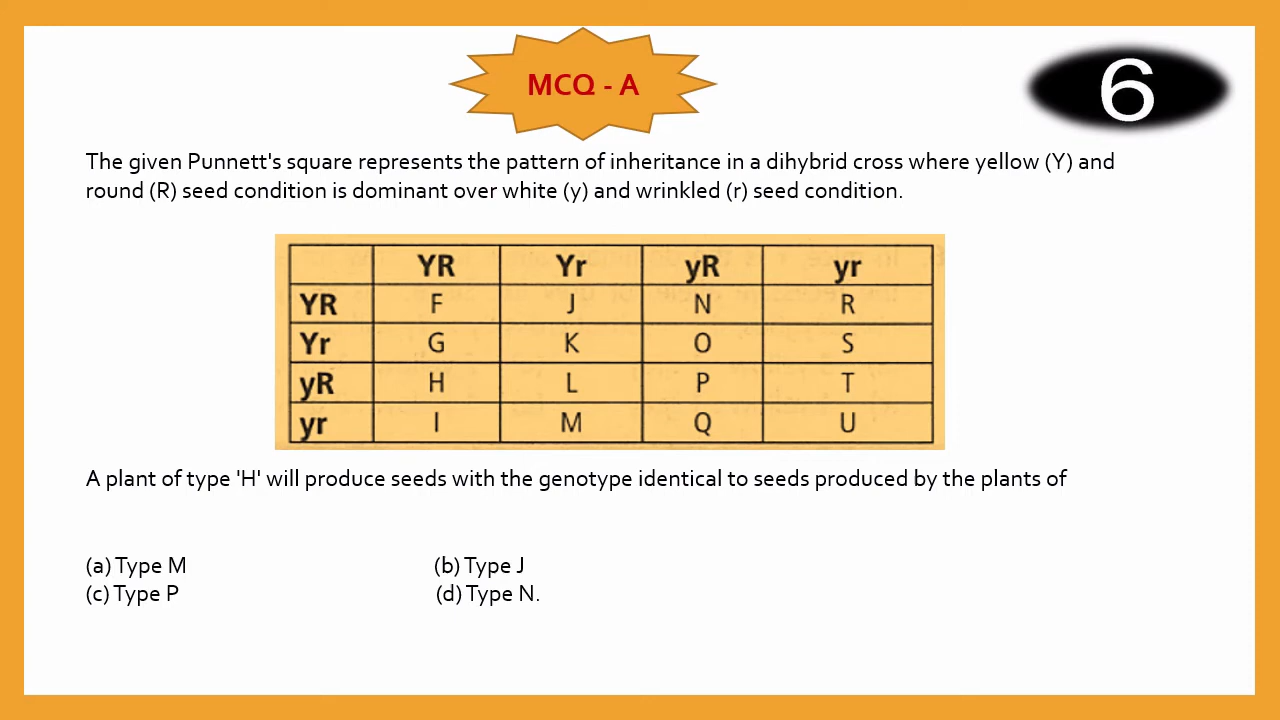 MCQ - A
6
The given Punnett's square represents the pattern of inheritance in a dihybrid cross where yellow (Y) and
round (R) seed condition is dominant over white (y) and wrinkled (r) seed condition.
YR Yr yR yr
YR F J N R
Yr G K O S
yR H L P T
yr I M Q U
A plant of type 'H' will produce seeds with the genotype identical to seeds produced by the plants of
(a) Type M (b) Type J
(c) Type P (d) Type N.